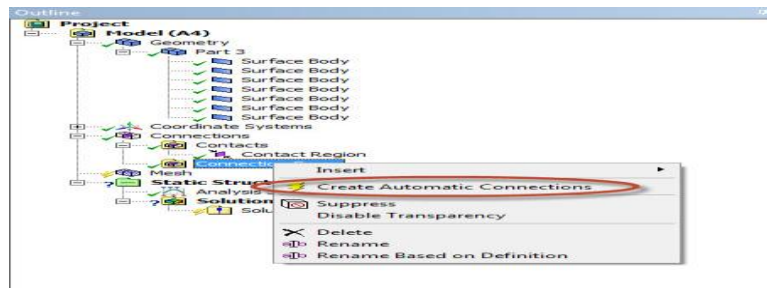 Outline
Project
Model (A4)
Geometry
Part 3
Surface Body
Surface Body
Surface Body
Surface Body
Surface Body
Surface Body
Coordinate Systems
Connections
Contacts
Contact Region
Insert
Mesh
Create Automatic Connections
Analysis
Suppress
Solution
Disable Transparency
Delete
Rename
Rename Based on Definition